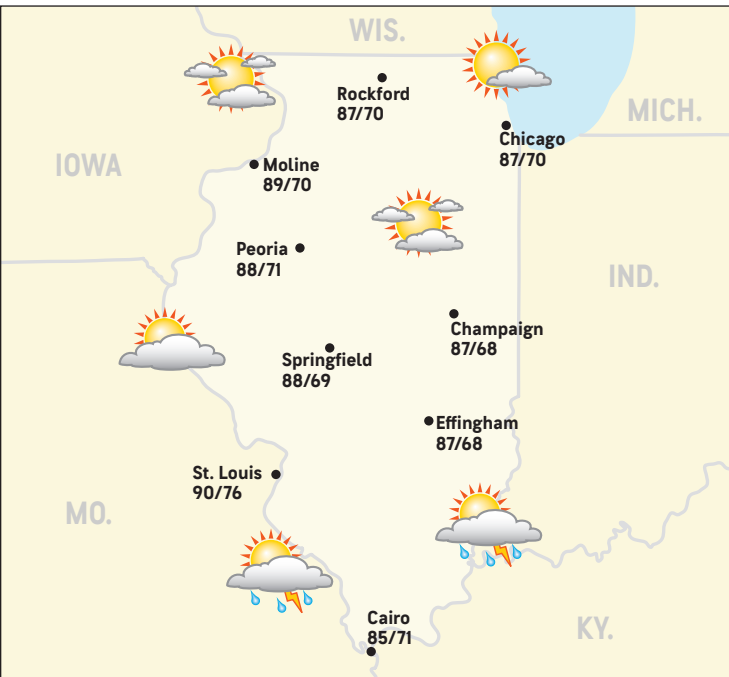 WIS.
Rockford
87/70
MICH.
Chicago
87/70
IOWA
Moline
89/70
Peoria
88/71
IND.
Champaign
87/68
Springfield
88/69
Effingham
87/68
St. Louis
90/76
MO.
Cairo
85/71
KY.